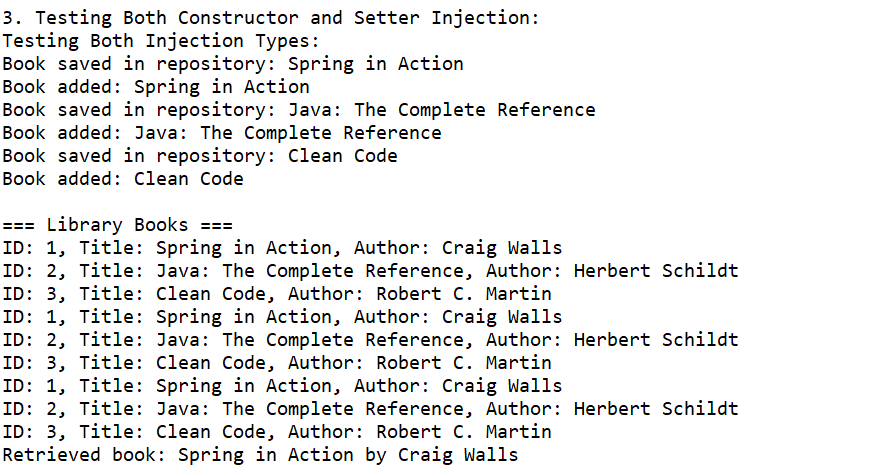 3. Testing Both Constructor and Setter Injection:
Testing Both Injection Types:
Book saved in repository: Spring in Action
Book added: Spring in Action
Book saved in repository: Java: The Complete Reference
Book added: Java: The Complete Reference
Book saved in repository: Clean Code
Book added: Clean Code

=== Library Books ===
ID: 1, Title: Spring in Action, Author: Craig Walls
ID: 2, Title: Java: The Complete Reference, Author: Herbert Schildt
ID: 3, Title: Clean Code, Author: Robert C. Martin
ID: 1, Title: Spring in Action, Author: Craig Walls
ID: 2, Title: Java: The Complete Reference, Author: Herbert Schildt
ID: 3, Title: Clean Code, Author: Robert C. Martin
ID: 1, Title: Spring in Action, Author: Craig Walls
ID: 2, Title: Java: The Complete Reference, Author: Herbert Schildt
ID: 3, Title: Clean Code, Author: Robert C. Martin
Retrieved book: Spring in Action by Craig Walls